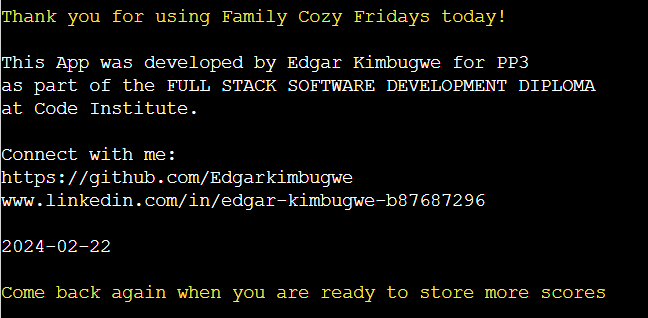 Thank you for using Family Cozy Fridays today!
This App was developed by Edgar Kimbugwe for PP3
as part of the FULL STACK SOFTWARE DEVELOPMENT DIPLOMA
at Code Institute.
Connect with me:
https://github.com/Edgarkimbugwe
www.linkedin.com/in/edgar-kimbugwe-b87687296
2024-02-22
Come back again when you are ready to store more scores